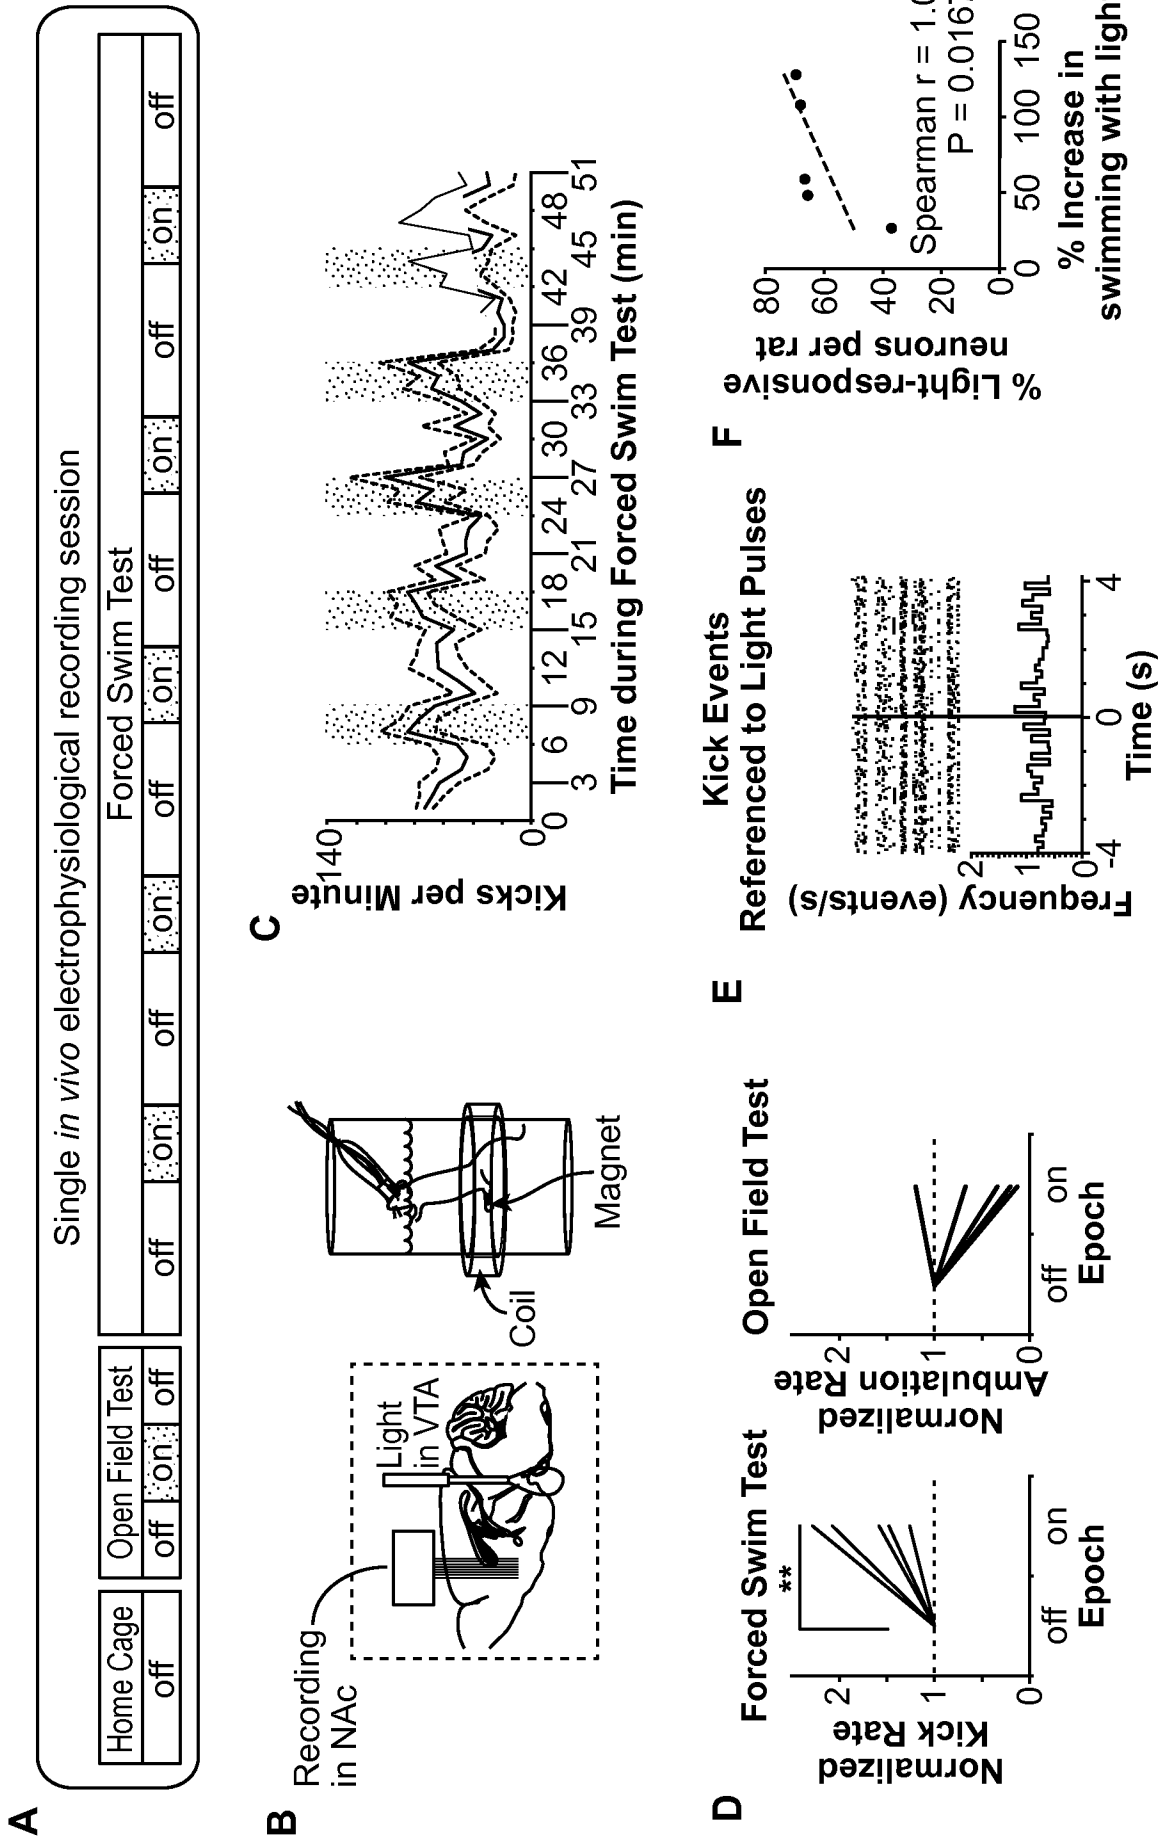 A
Single in vivo electrophysiological recording session
Home Cage
Open Field Test
Forced Swim Test
off
off
on
off
off
on
off
on
off
on
off
on
off
on
off
B
Recording
in NAc
Light
in VTA
Coil
Magnet
C
Kicks per Minute
140
0
0
3
6
9
12
15
18
21
24
27
30
33
36
39
42
45
48
51
Time during Forced Swim Test (min)
D
Forced Swim Test
Normalized
Kick Rate
2
1
0
**
off
on
Epoch
Open Field Test
Normalized
Ambulation Rate
2
1
0
off
on
Epoch
E
Kick Events
Referenced to Light Pulses
Frequency (events/s)
2
1
0
-4
0
4
Time (s)
F
% Light-responsive
neurons per rat
80
60
40
20
0
Spearman r = 1.0
P = 0.0167
0
50
100
150
% Increase in
swimming with